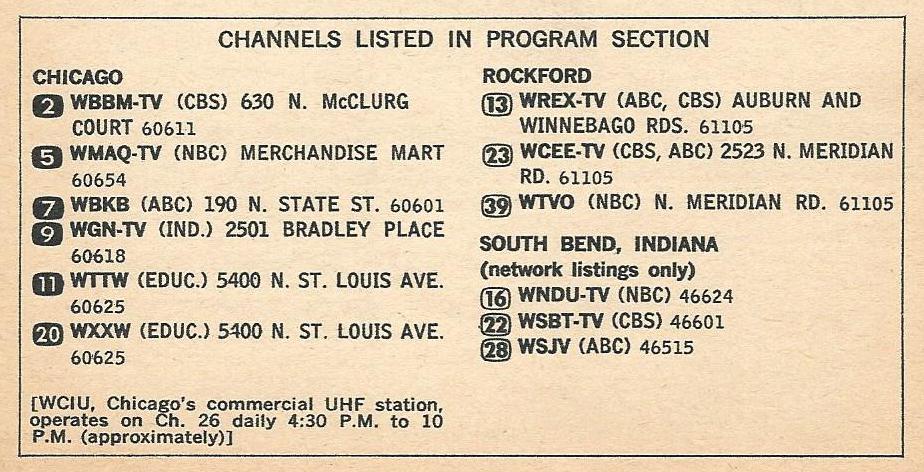 CHANNELS LISTED IN PROGRAM SECTION
CHICAGO
2 WBBM-TV (CBS) 630 N. McCLURG
COURT 60611
5 WMAQ-TV (NBC) MERCHANDISE MART
60654
7 WBKB (ABC) 190 N. STATE ST. 60601
9 WGN-TV (IND.) 2501 BRADLEY PLACE
60618
11 WTTW (EDUC.) 5400 N. ST. LOUIS AVE.
60625
20 WXXW (EDUC.) 5400 N. ST. LOUIS AVE.
60625
[WCIU, Chicago's commercial UHF station,
operates on Ch. 26 daily 4:30 P.M. to 10
P.M. (approximately)]
ROCKFORD
13 WREX-TV (ABC, CBS) AUBURN AND
WINNEBAGO RDS. 61105
23 WCEE-TV (CBS, ABC) 2523 N. MERIDIAN
RD. 61105
39 WTVO (NBC) N. MERIDIAN RD. 61105
SOUTH BEND, INDIANA
(network listings only)
16 WNDU-TV (NBC) 46624
22 WSBT-TV (CBS) 46601
28 WSJV (ABC) 46515